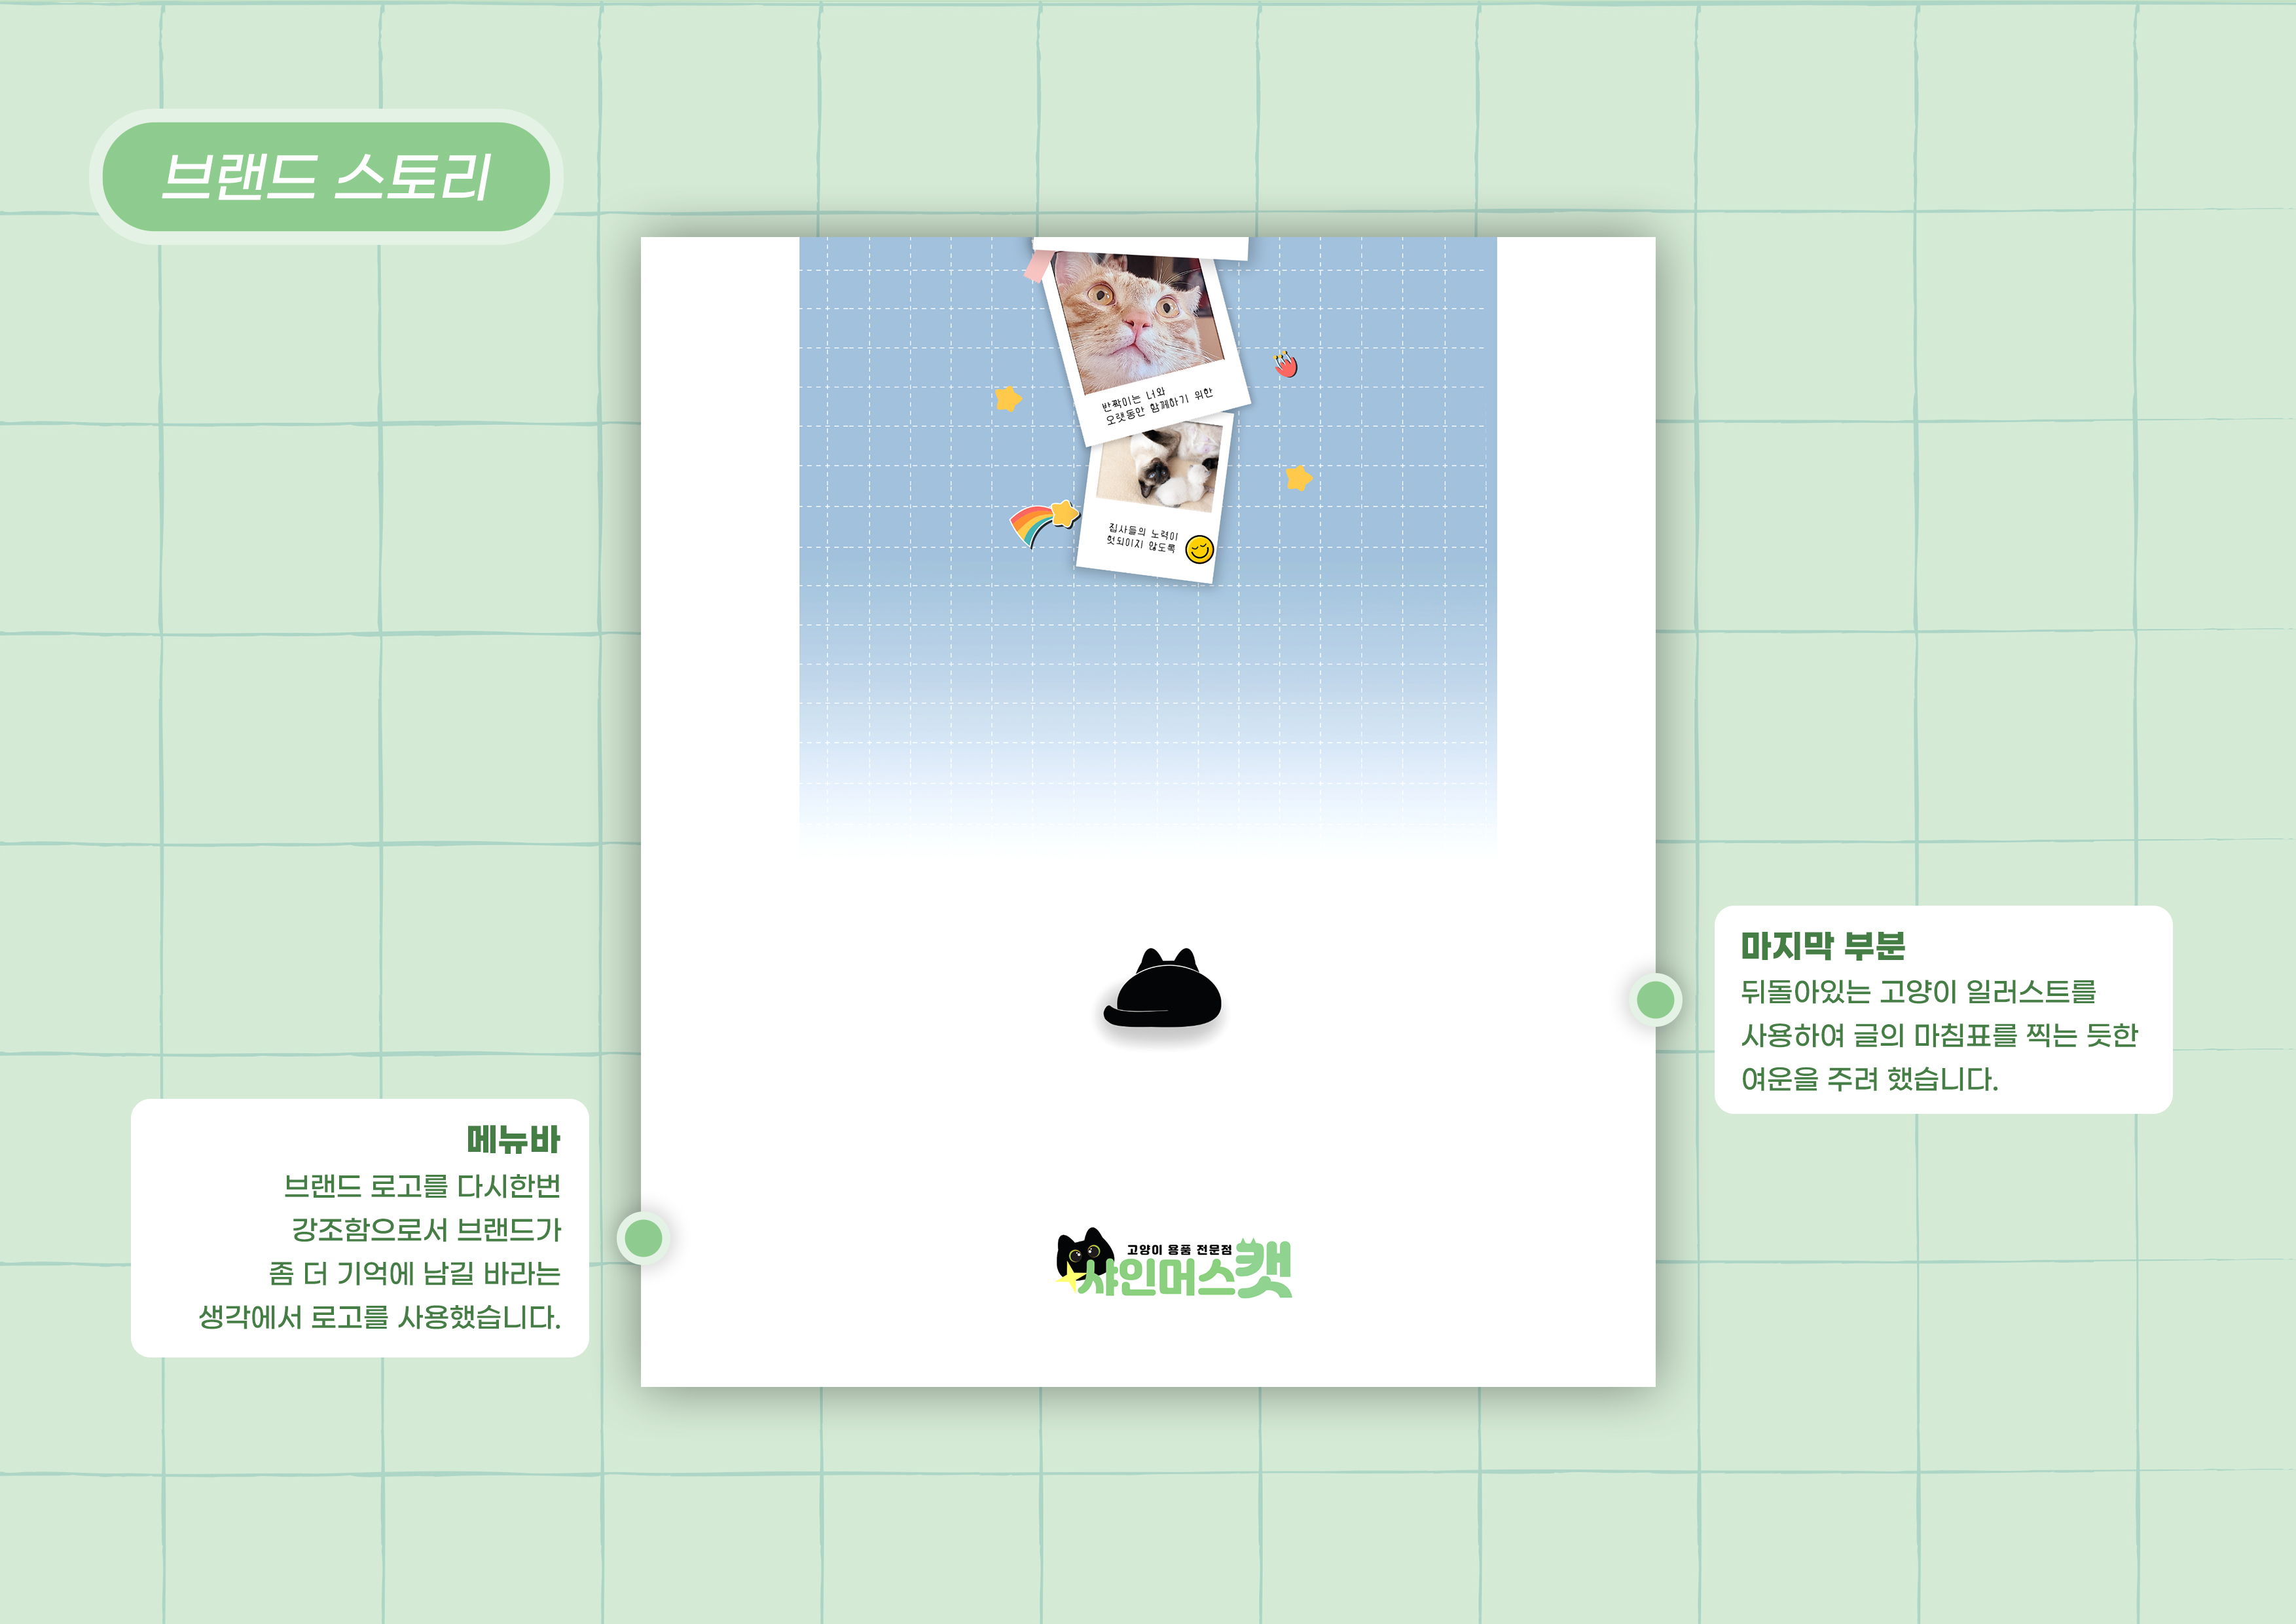 브랜드 스토리
반짝이는 너와
오랫동안 함께하기 위한
집사들의 노력이
헛되이지 않도록
마지막 부분
뒤돌아있는 고양이 일러스트를
사용하여 글의 마침표를 찍는 듯한
여운을 주려 했습니다.
메뉴바
브랜드 로고를 다시한번
강조함으로서 브랜드가
좀 더 기억에 남길 바라는
생각에서 로고를 사용했습니다.
고양이 용품 전문점
샤인머스캣